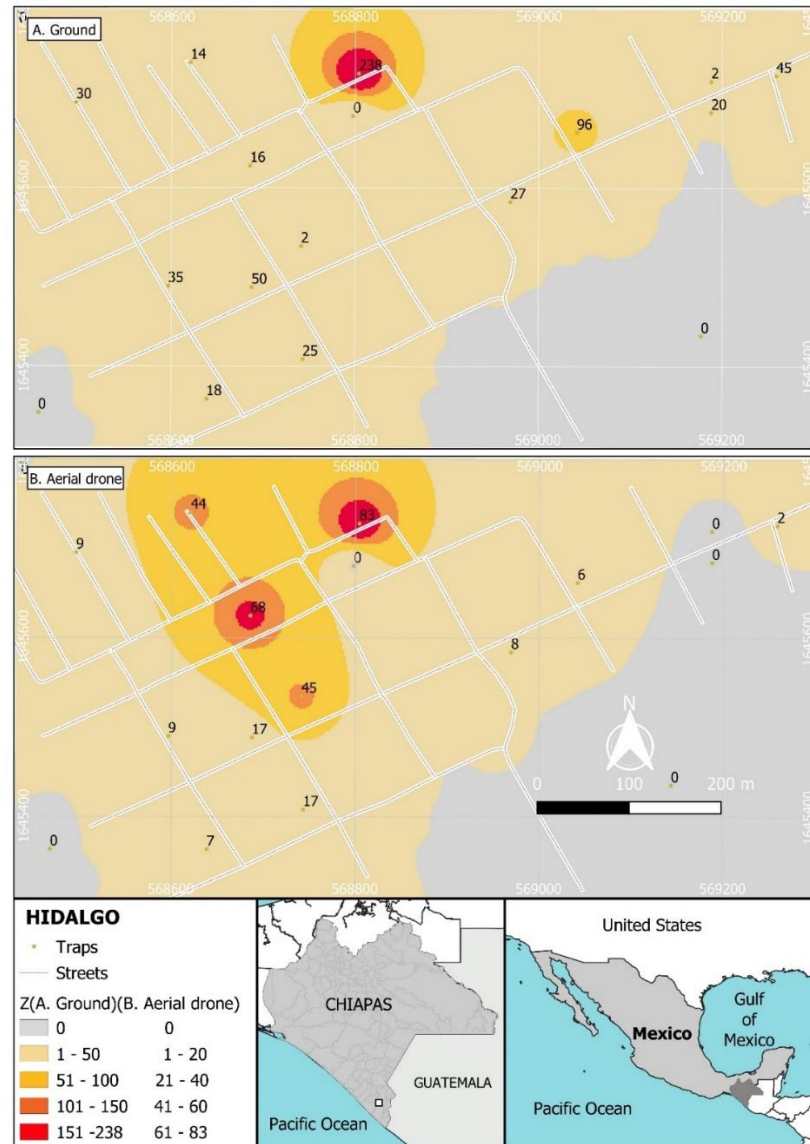 568600 568800 569000 569200
A. Ground
14
238
2
45
30
0
20
96
16
1645600
27
2
35
50
25
0
1645400
18
0
568600 568800 569000 569200
568600 568800 569000 569200
B. Aerial drone
44
83
0
2
9
0
0
6
68
1645600
8
45
9
17
N
0
0 100 200 m
17
1645400
0
7
568600 568800 569000 569200
HIDALGO
Traps
Streets
Z(A. Ground)(B. Aerial drone)
0 0
1 - 50 1 - 20
51 - 100 21 - 40
101 - 150 41 - 60
151 -238 61 - 83
CHIAPAS
GUATEMALA
Pacific Ocean
United States
Gulf
of
Mexico
Mexico
Pacific Ocean